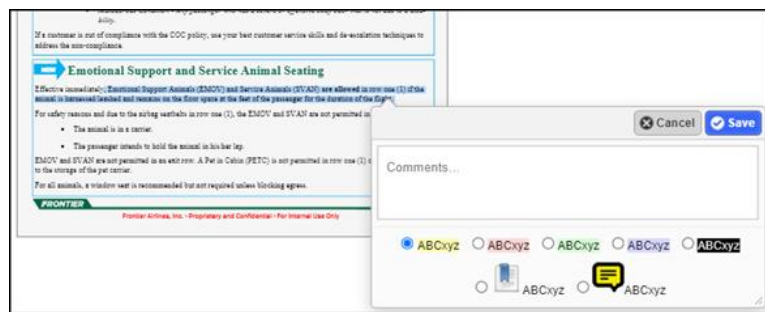 bility.
If a customer is out of compliance with the COC policy, use your best customer service skills and de-escalation techniques to
address the non-compliance.
Emotional Support and Service Animal Seating
Effective immediately, Emotional Support Animals (EMOV) and Service Animals (SVAN) are allowed in row one (1) if the
animal is harnessed/leashed and remains on the floor space at the feet of the passenger for the duration of the flight.
For safety reasons and due to the airbag seatbelts in row one (1), the EMOV and SVAN are not permitted in
• The animal is in a carrier.
• The passenger intends to hold the animal in his/her lap.
EMOV and SVAN are not permitted in an exit row. A Pet in Cabin (PETC) is not permitted in row one (1)
to the storage of the pet carrier.
For all animals, a window seat is recommended but not required unless blocking egress.
FRONTIER
Frontier Airlines, Inc. - Proprietary and Confidential - For Internal Use Only
Cancel Save
Comments...
ABCxyz ABCxyz ABCxyz ABCxyz ABCxyz
ABCxyz ABCxyz